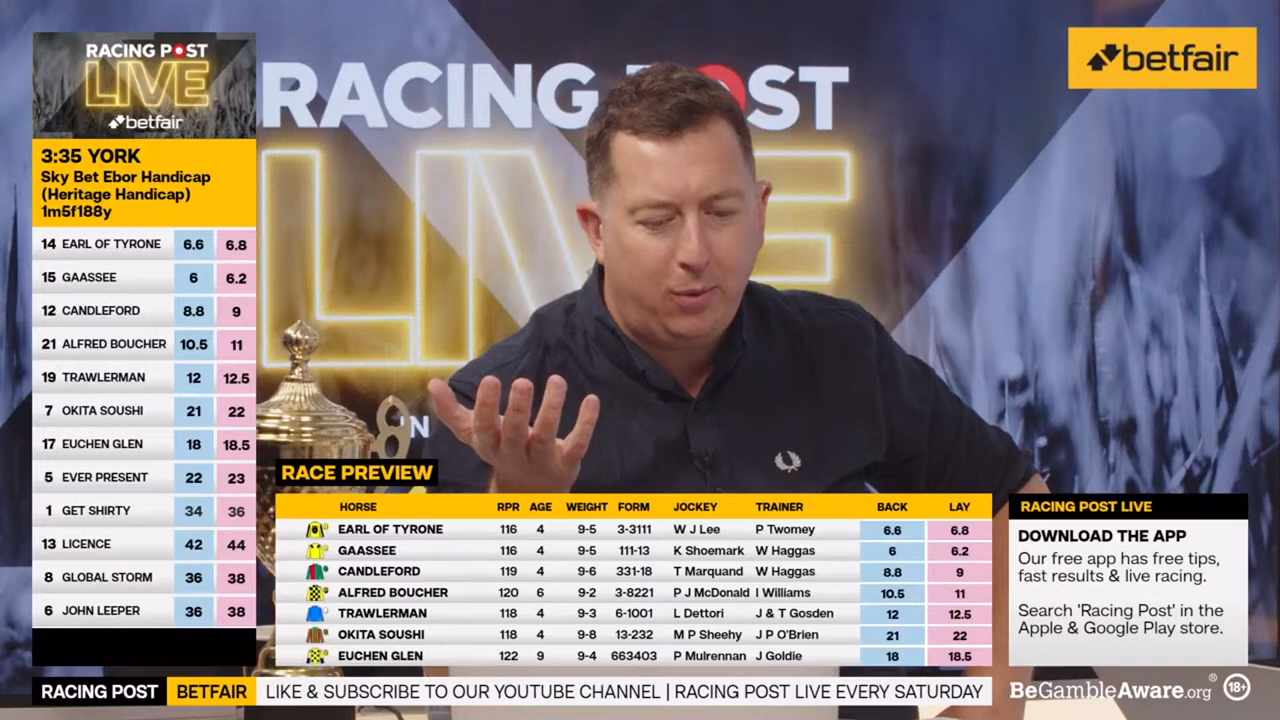 RACING POST
LIVE
betfair
3:35 YORK
Sky Bet Ebor Handicap
(Heritage Handicap)
1m5f188y
14 EARL OF TYRONE 6.6 6.8
15 GAASSEE 6 6.2
12 CANDLEFORD 8.8 9
21 ALFRED BOUCHER 10.5 11
19 TRAWLERMAN 12 12.5
7 OKITA SOUSHI 21 22
17 EUCHEN GLEN 18 18.5
5 EVER PRESENT 22 23
1 GET SHIRTY 34 36
13 LICENCE 42 44
8 GLOBAL STORM 36 38
6 JOHN LEEPER 36 38
RACING POST
LIVE
IN
betfair
RACE PREVIEW
HORSE RPR AGE WEIGHT FORM JOCKEY TRAINER BACK LAY
EARL OF TYRONE 116 4 9-5 3-3111 W J Lee P Twomey 6.6 6.8
GAASSEE 116 4 9-5 111-13 K Shoemark W Haggas 6 6.2
CANDLEFORD 119 4 9-6 331-18 T Marquand W Haggas 8.8 9
ALFRED BOUCHER 120 6 9-2 3-8221 P J McDonald I Williams 10.5 11
TRAWLERMAN 118 4 9-3 6-1001 L Dettori J & T Gosden 12 12.5
OKITA SOUSHI 118 4 9-8 13-232 M P Sheehy J P O'Brien 21 22
EUCHEN GLEN 122 9 9-4 663403 P Mulrennan J Goldie 18 18.5
RACING POST LIVE
DOWNLOAD THE APP
Our free app has free tips,
fast results & live racing.
Search 'Racing Post' in the
Apple & Google Play store.
RACING POST BETFAIR LIKE & SUBSCRIBE TO OUR YOUTUBE CHANNEL | RACING POST LIVE EVERY SATURDAY
BeGambleAware.org® 18+